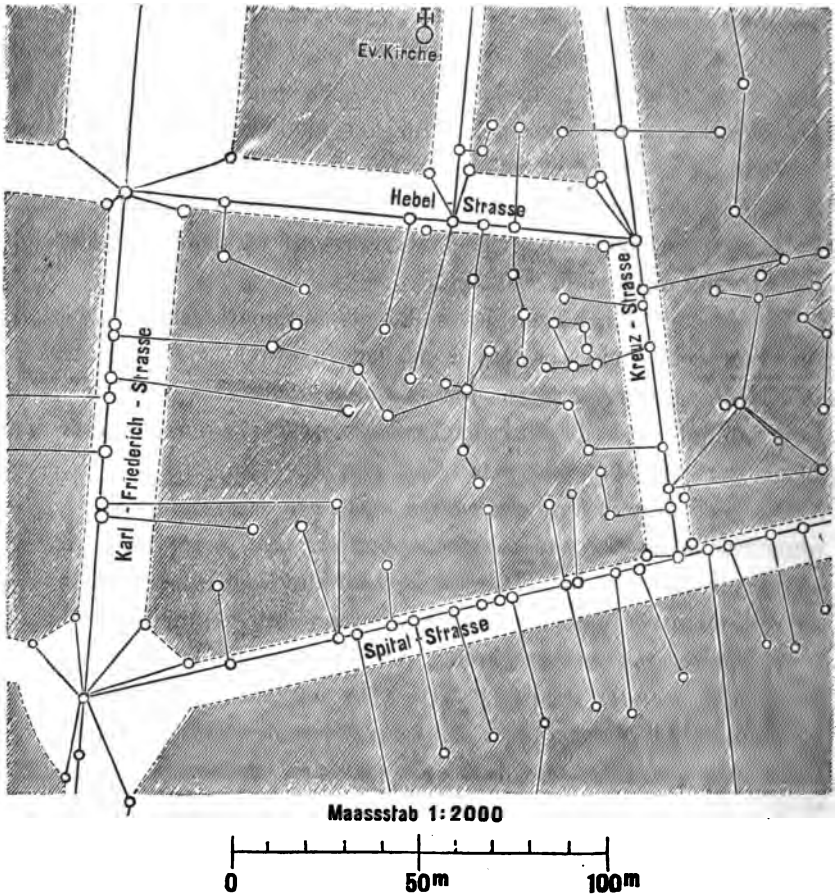 Ev. Kirche
Hebel Strasse
Kreuz - Strasse
Karl - Friederich - Strasse
Spital - Strasse
Maassstab 1:2000
0 50m 100m